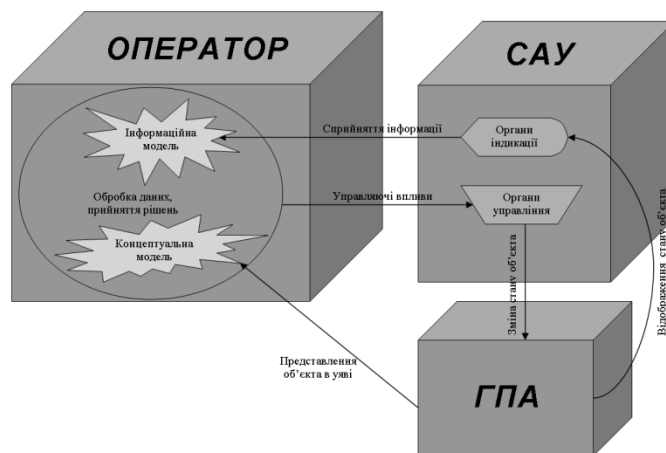 ОПЕРАТОР
САУ
Інформаційна
модель
Сприйняття інформації
Органи
індикації
Обробка даних,
прийняття рішень
Управляючі впливи
Органи
управління
Концептуальна
модель
Зміна стану об'єкта
Відображення стану об'єкта
Представлення
об'єкта в уяві
ГПА